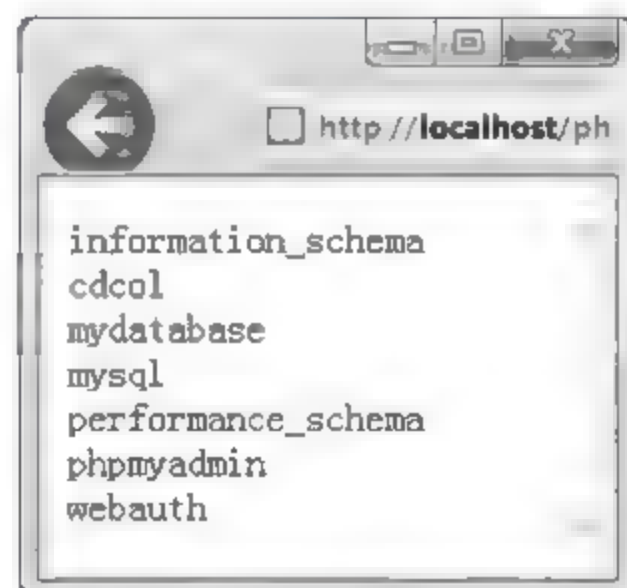 http //localhost/ph
information_schema
cdcol
mydatabase
mysql
performance_schema
phpmyadmin
webauth